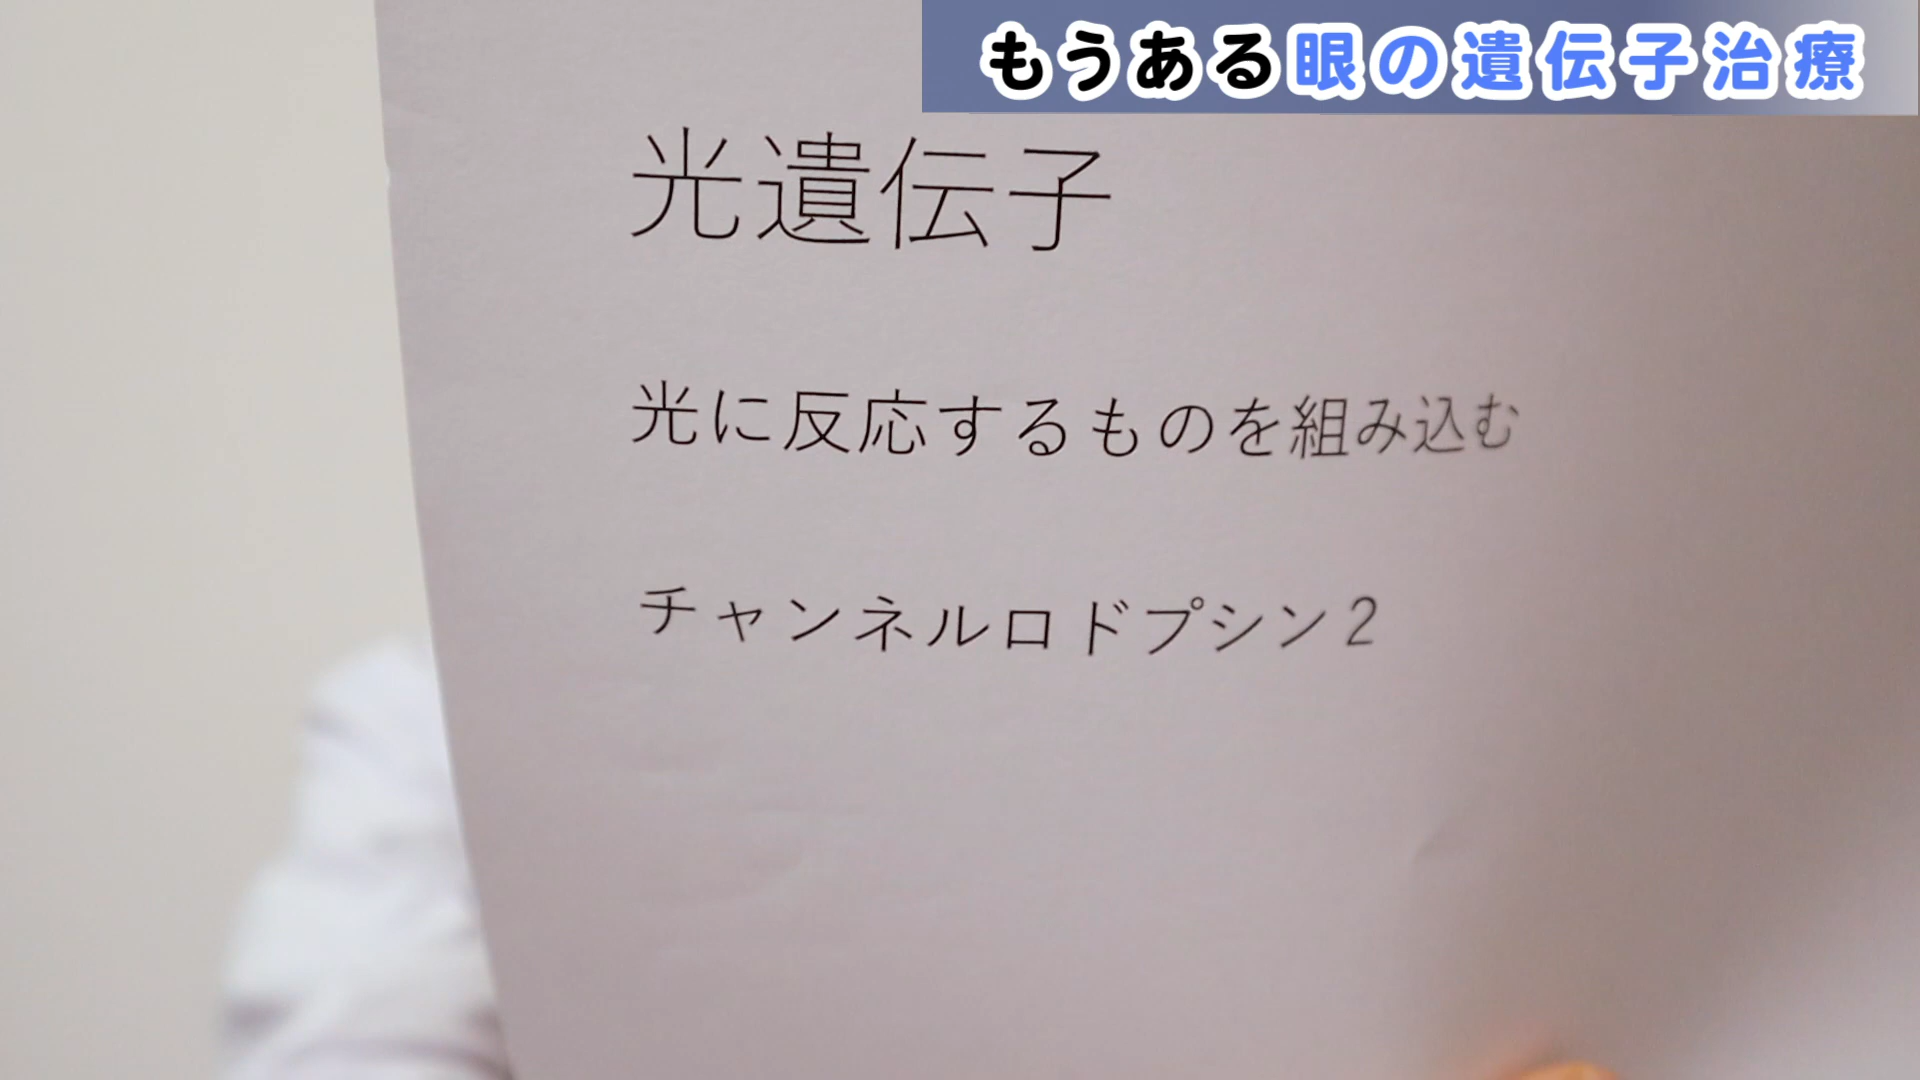 もうある眼の遺伝子治療
光遺伝子
光に反応するものを組み込む
チャンネルロドプシン2